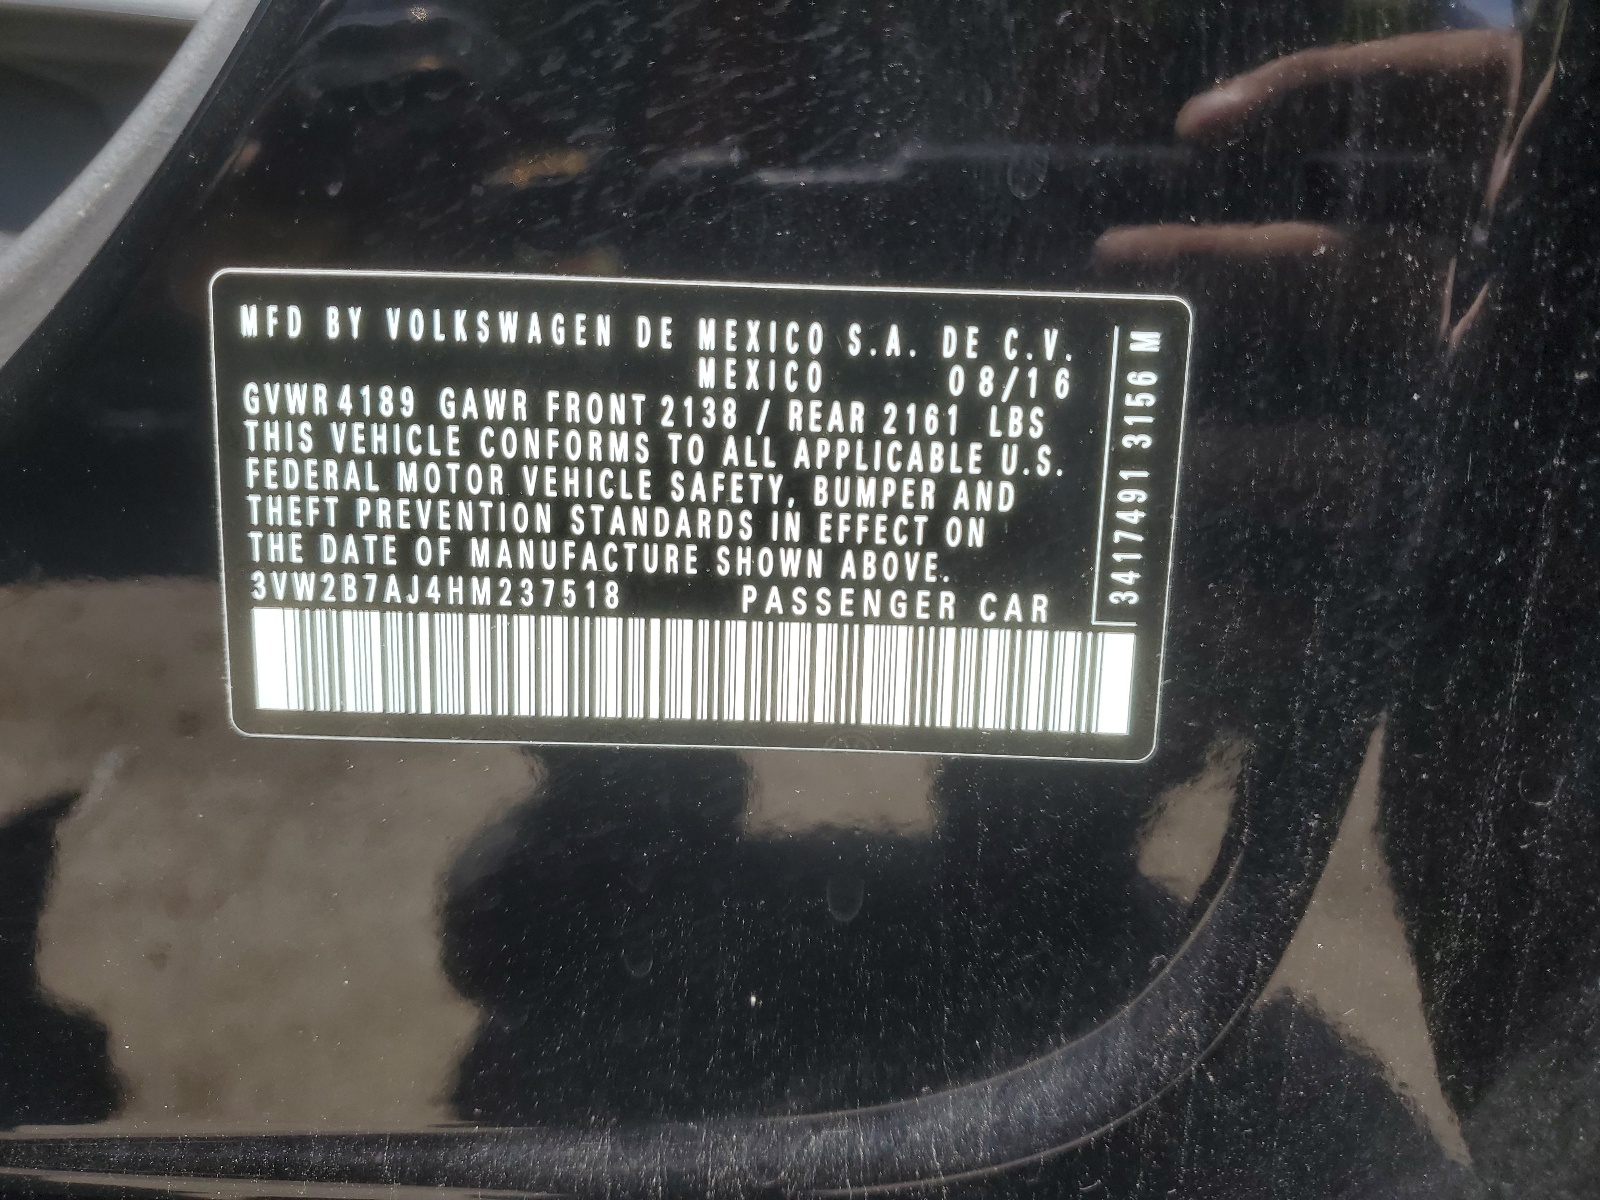 MFD BY VOLKSWAGEN DE MEXICO S.A. DE C.V.
MEXICO 08/16
GVWR 4189 GAWR FRONT 2138 / REAR 2161 LBS
THIS VEHICLE CONFORMS TO ALL APPLICABLE U.S.
FEDERAL MOTOR VEHICLE SAFETY, BUMPER AND
THEFT PREVENTION STANDARDS IN EFFECT ON
THE DATE OF MANUFACTURE SHOWN ABOVE.
3VW2B7AJ4HM237518 PASSENGER CAR
3417491 3156 M